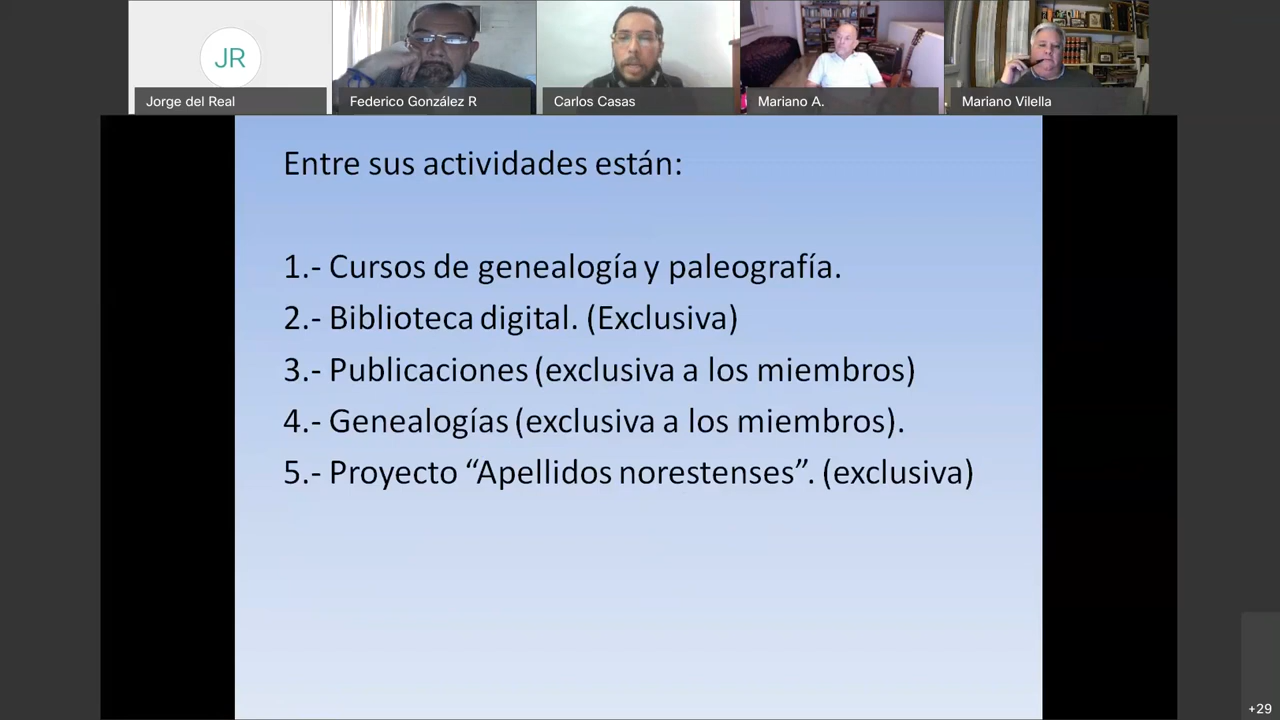 JR
Jorge del Real
Federico González R
Carlos Casas
Mariano A.
Mariano Vilella
Entre sus actividades están:
1.- Cursos de genealogía y paleografía.
2.- Biblioteca digital. (Exclusiva)
3.- Publicaciones (exclusiva a los miembros)
4.- Genealogías (exclusiva a los miembros).
5.- Proyecto “Apellidos norestenses”. (exclusiva)
+29